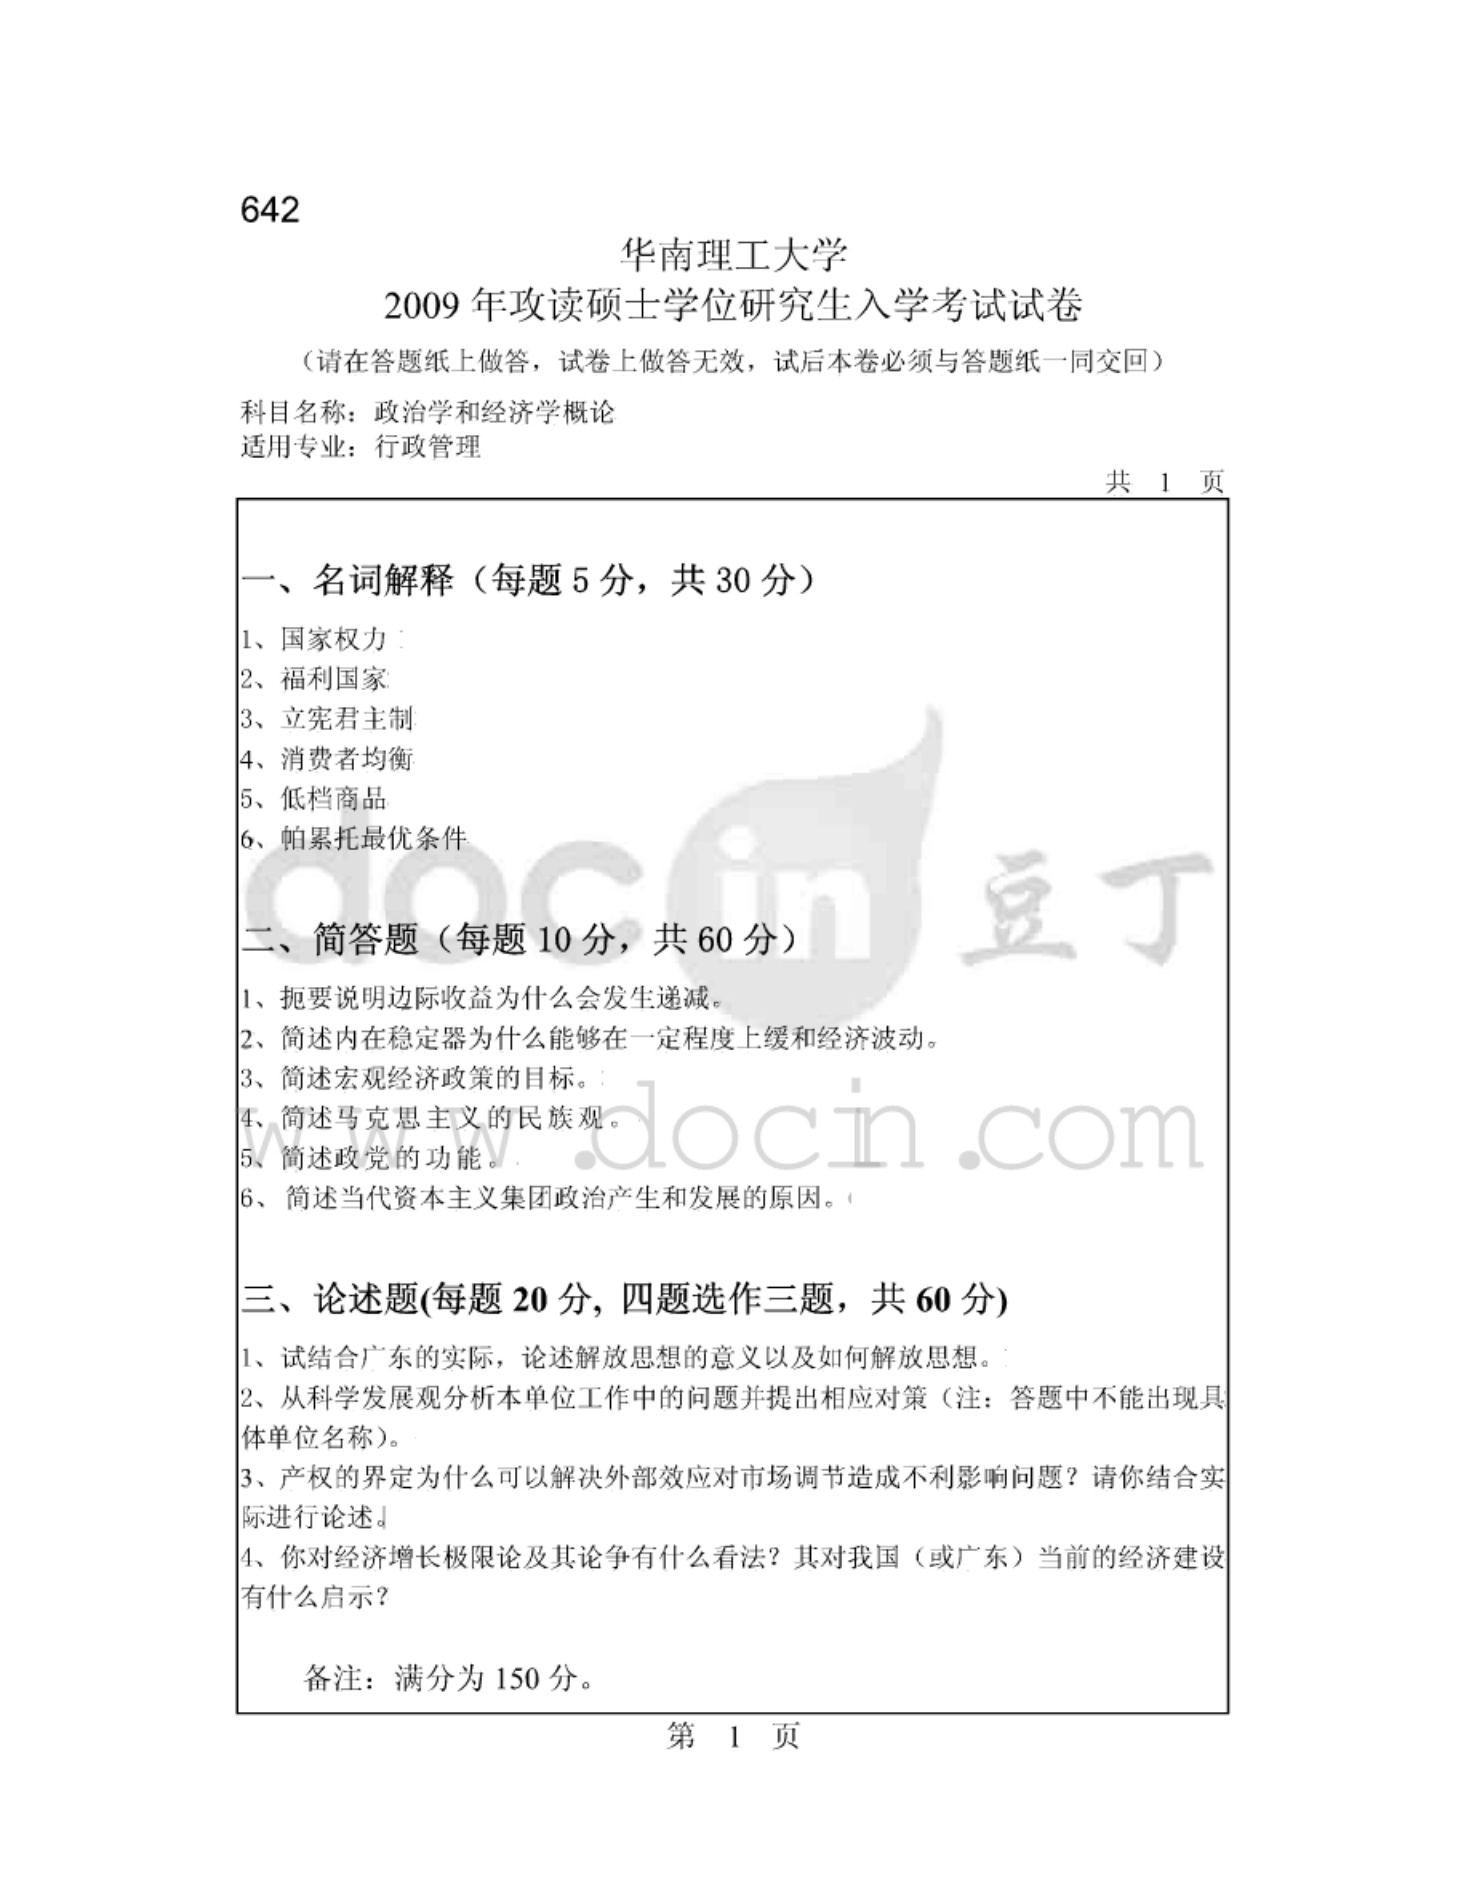 642
华南理工大学
2009 年攻读硕士学位研究生入学考试试卷
（请在答题纸上做答，试卷上做答无效，试后本卷必须与答题纸一同交回）
科目名称：政治学和经济学概论
适用专业：行政管理
共 1 页
一、名词解释（每题 5 分，共 30 分）
1、国家权力
2、福利国家
3、立宪君主制
4、消费者均衡
5、低档商品
6、帕累托最优条件
docin 豆丁
二、简答题（每题 10 分，共 60 分）
1、扼要说明边际收益为什么会发生递减。
2、简述内在稳定器为什么能够在一定程度上缓和经济波动。
3、简述宏观经济政策的目标。
4、简述马克思主义的民族观。
www.docin.com
5、简述政党的功能。
6、 简述当代资本主义集团政治产生和发展的原因。
三、论述题(每题 20 分, 四题选作三题，共 60 分)
1、试结合广东的实际，论述解放思想的意义以及如何解放思想。
2、从科学发展观分析本单位工作中的问题并提出相应对策（注：答题中不能出现具
体单位名称）。
3、产权的界定为什么可以解决外部效应对市场调节造成不利影响问题？请你结合实
际进行论述。
4、你对经济增长极限论及其论争有什么看法？其对我国（或广东）当前的经济建设
有什么启示？
备注：满分为 150 分。
第 1 页